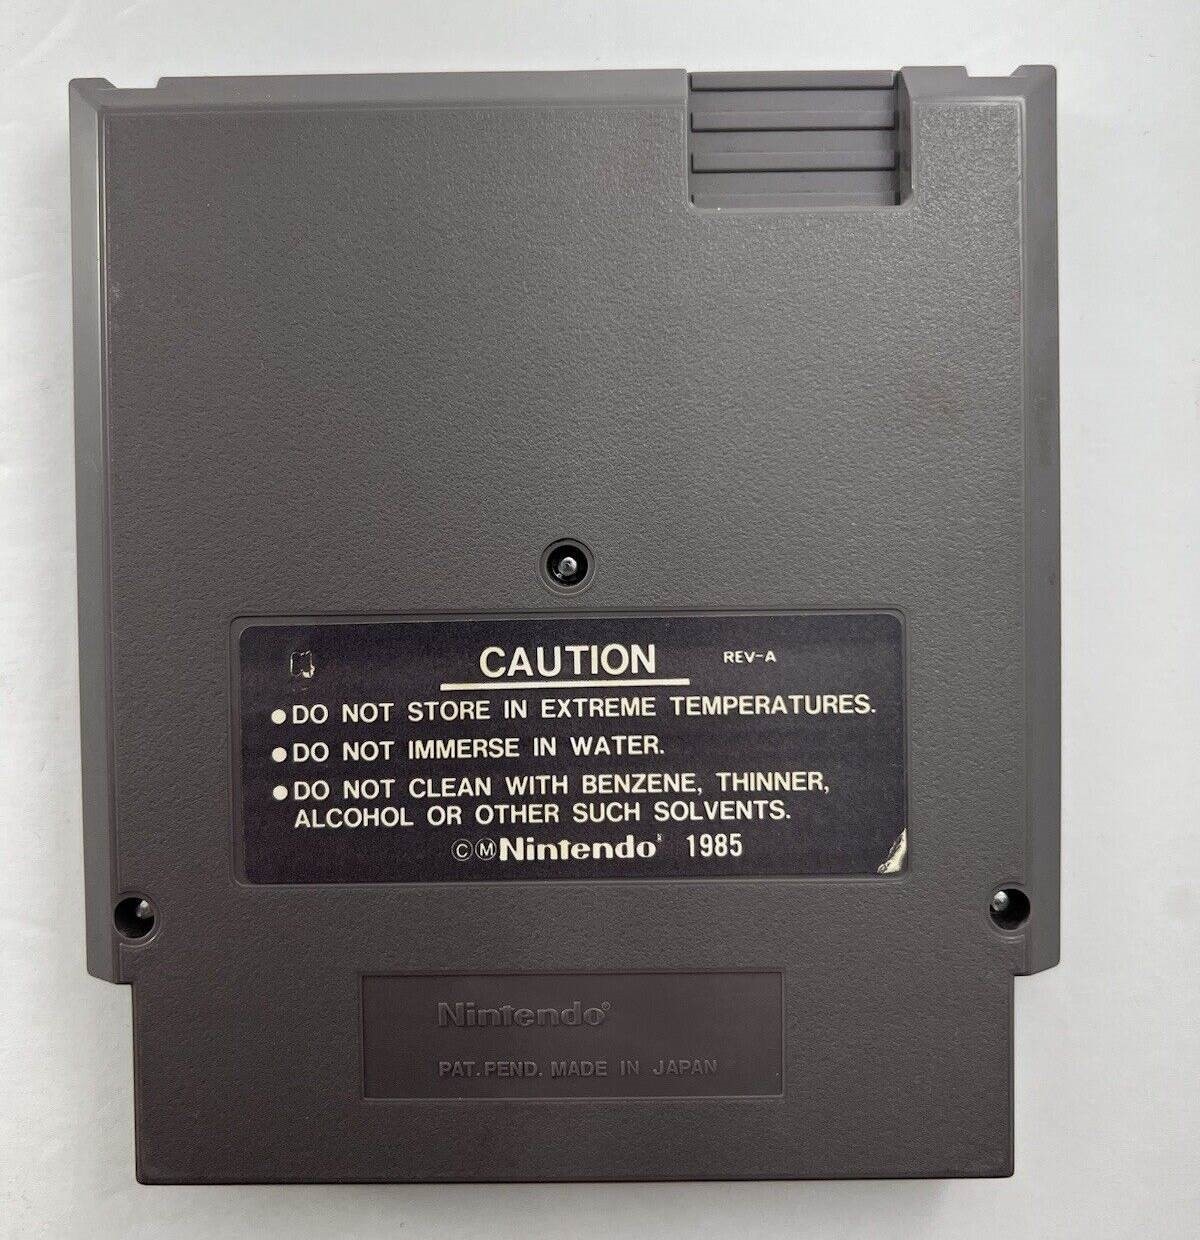 CAUTION REV-A
●DO NOT STORE IN EXTREME TEMPERATURES.
●DO NOT IMMERSE IN WATER.
●DO NOT CLEAN WITH BENZENE, THINNER,
ALCOHOL OR OTHER SUCH SOLVENTS.
ⒸⓂNintendo® 1985
Nintendo®
PAT. PEND. MADE IN JAPAN